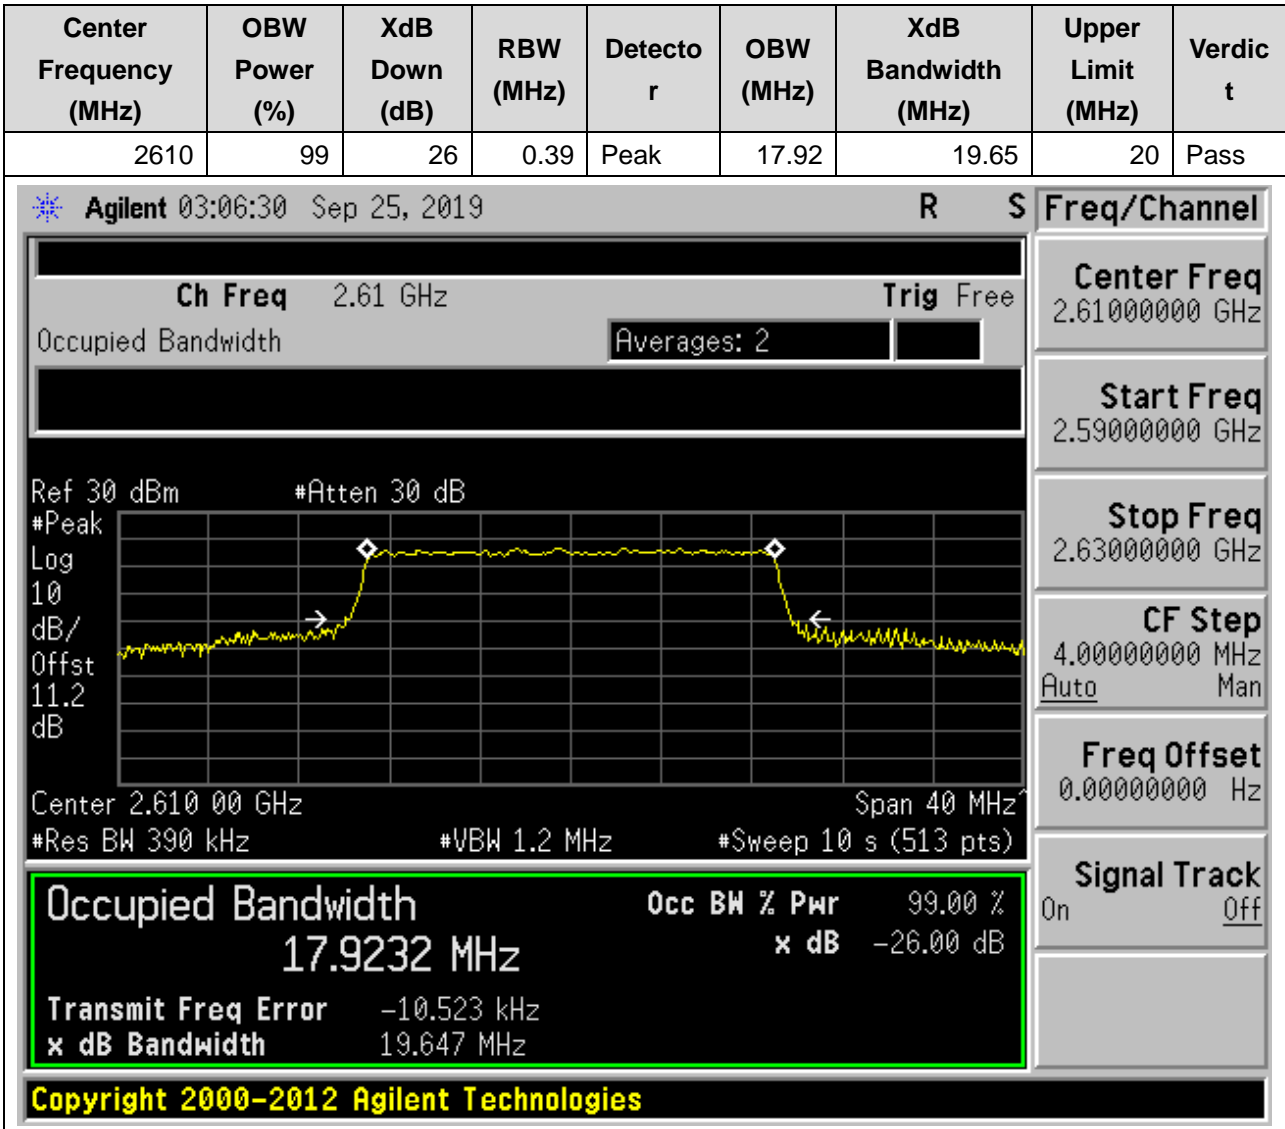 Center Frequency (MHz) OBW Power (%) XdB Down (dB) RBW (MHz) Detecto r OBW (MHz) XdB Bandwidth (MHz) Upper Limit (MHz) Verdic t
2610 99 26 0.39 Peak 17.92 19.65 20 Pass
Agilent 03:06:30 Sep 25, 2019 R S Freq/Channel
Ch Freq 2.61 GHz Trig Free
Occupied Bandwidth Averages: 2
Center Freq
2.61000000 GHz
Start Freq
2.59000000 GHz
Stop Freq
2.63000000 GHz
CF Step
4.00000000 MHz
Auto Man
Freq Offset
0.00000000 Hz
Signal Track
On Off
Ref 30 dBm #Atten 30 dB
#Peak
Log
10
dB/
Offst
11.2
dB
Center 2.610 00 GHz Span 40 MHz^
#Res BW 390 kHz #VBW 1.2 MHz #Sweep 10 s (513 pts)
Occupied Bandwidth Occ BW % Pwr 99.00 %
17.9232 MHz x dB -26.00 dB
Transmit Freq Error -10.523 kHz
x dB Bandwidth 19.647 MHz
Copyright 2000-2012 Agilent Technologies